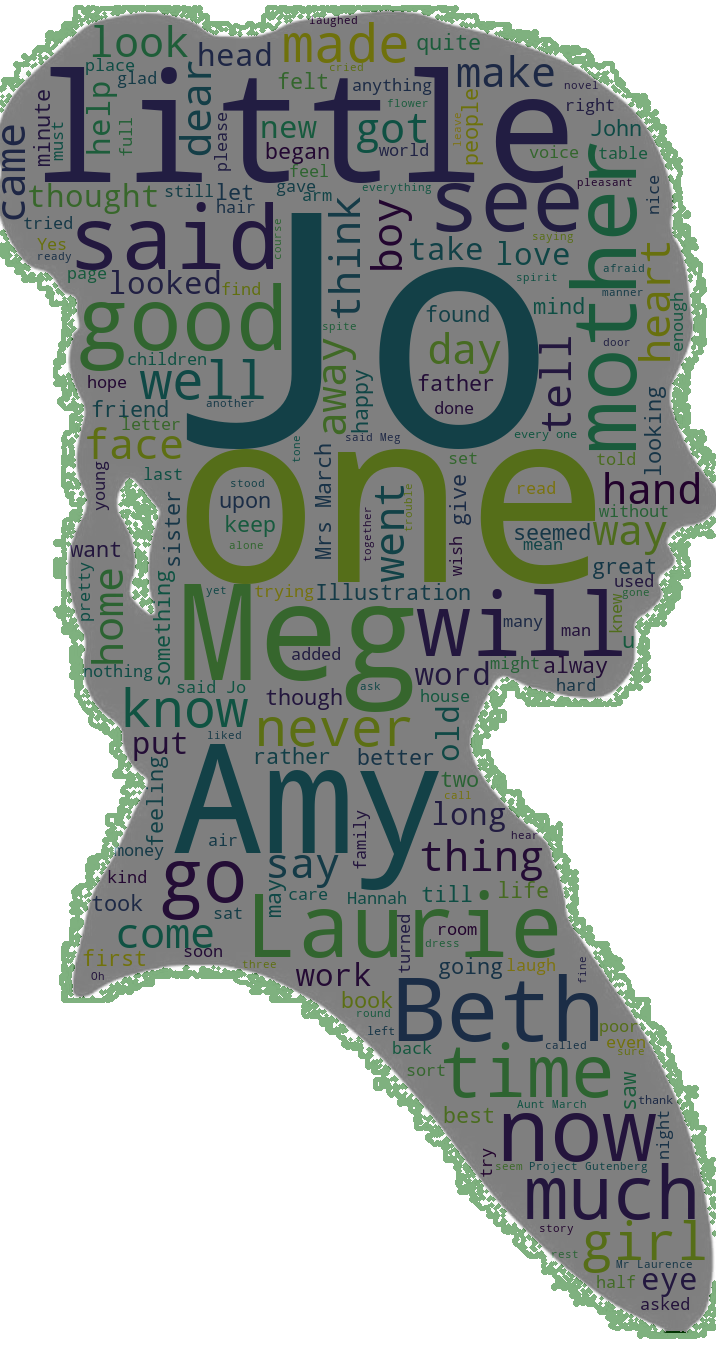 laughed
look
made
quite
head
cried
place
glad
dear
felt
anything
make
novel
little
help
full
minute
must
please
new
got
flower
people
leave
right
John
came
began
world
voice
table
feel
mother
pleasant
thought
still
let
gave
arm
everything
see
nice
tried
said
hair
course
think
boy
take
love
saying
Yes
ready
page
looked
find
Jo
spirit
afraid
heart
good
found
mind
manner
enough
spite
children
away
day
tell
door
hope
well
happy
father
friend
another
done
looking
letter
face
tone
said Meg
every one
one
young
last
set
told
hand
stood
read
upon
Mrs March
went
trouble
give
without
sister
keep
together
seemed
way
want
alone
wish
mean
great
pretty
home
something
yet
trying
Illustration
used
gone
knew
Meg
will
many
man
u
nothing
added
might
alway
said Jo
ask
word
hard
know
though
house
put
liked
never
old
rather
better
feeling
Amy
two
call
long
money
air
family
hear
kind
go
say
thing
took
sat
may
care
Hannah
till
life
come
Laurie
room
turned
dress
first
soon
three
going
laugh
fine
Oh
work
book
Beth
round
left
poor
back
called
even
sure
sort
time
saw
thank
best
Aunt March
now
night
try
seem
Project Gutenberg
much
story
girl
rest
Mr Laurence
half
eye
asked